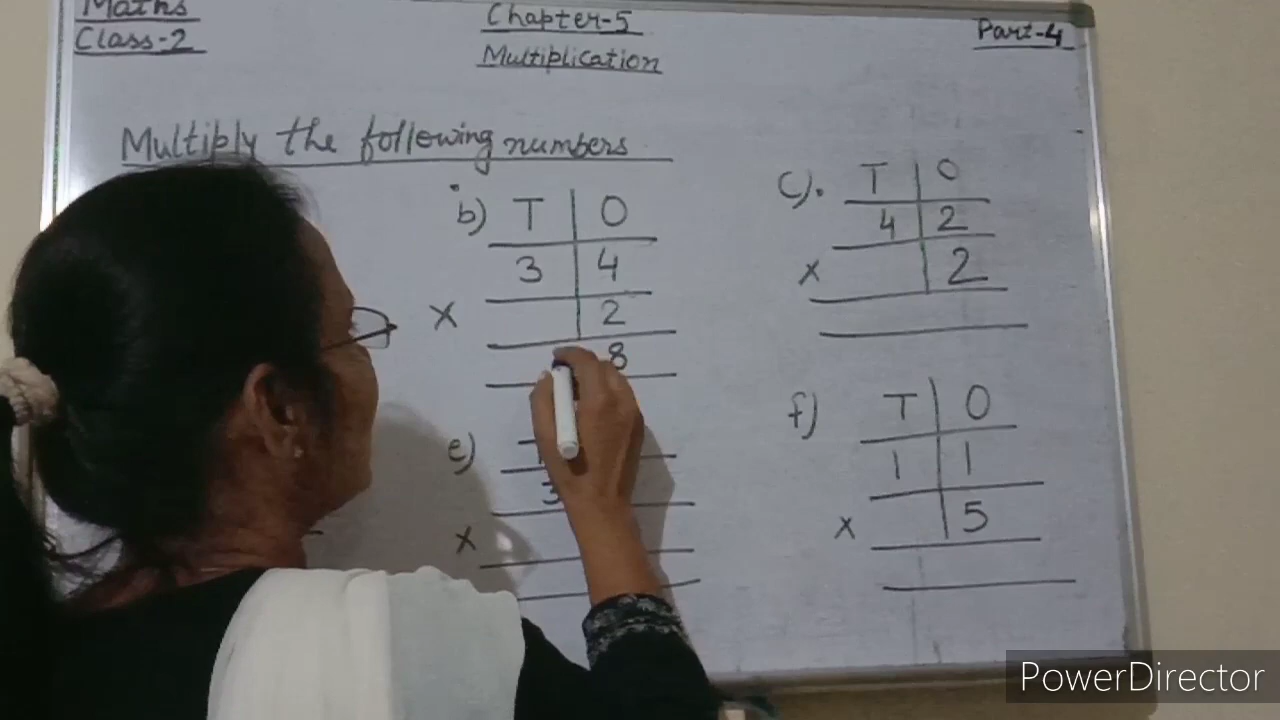 Maths
Class-2
Chapter-5
Multiplication
Part-4
Multiply the following numbers
b) T O
3 4
x 2
8
c). T O
4 2
x 2
e)
3
x
f) T O
1 1
x 5
PowerDirector